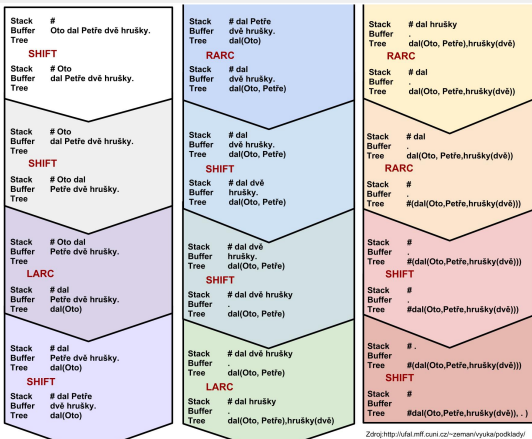 Stack #
Buffer Oto dal Petře dvě hrušky.
Tree
SHIFT
Stack # Oto
Buffer dal Petře dvě hrušky.
Tree
Stack # Oto
Buffer dal Petře dvě hrušky.
Tree
SHIFT
Stack # Oto dal
Buffer Petře dvě hrušky.
Tree
Stack # Oto dal
Buffer Petře dvě hrušky.
Tree
LARC
Stack # dal
Buffer Petře dvě hrušky.
Tree dal(Oto)
Stack # dal
Buffer Petře dvě hrušky.
Tree dal(Oto)
SHIFT
Stack # dal Petře
Buffer dvě hrušky.
Tree dal(Oto)
Stack # dal Petře
Buffer dvě hrušky.
Tree dal(Oto)
RARC
Stack # dal
Buffer dvě hrušky.
Tree dal(Oto, Petře)
Stack # dal
Buffer dvě hrušky.
Tree dal(Oto, Petře)
SHIFT
Stack # dal dvě
Buffer hrušky.
Tree dal(Oto, Petře)
Stack # dal dvě
Buffer hrušky.
Tree dal(Oto, Petře)
SHIFT
Stack # dal dvě hrušky
Buffer .
Tree dal(Oto, Petře)
Stack # dal dvě hrušky
Buffer .
Tree dal(Oto, Petře)
LARC
Stack # dal hrušky
Buffer .
Tree dal(Oto, Petře),hrušky(dvě)
Stack # dal hrušky
Buffer .
Tree dal(Oto, Petře),hrušky(dvě)
RARC
Stack # dal
Buffer .
Tree dal(Oto, Petře,hrušky(dvě))
Stack # dal
Buffer .
Tree dal(Oto, Petře,hrušky(dvě))
RARC
Stack #
Buffer .
Tree #(dal(Oto,Petře,hrušky(dvě)))
Stack #
Buffer .
Tree #(dal(Oto,Petře,hrušky(dvě)))
SHIFT
Stack #
Buffer .
Tree #dal(Oto,Petře,hrušky(dvě)))
Stack # .
Buffer
Tree #(dal(Oto,Petře,hrušky(dvě)))
SHIFT
Stack #
Buffer
Tree #dal(Oto,Petře,hrušky(dvě)), . )
Zdroj:http://ufal.mff.cuni.cz/~zeman/vyuka/podklady/